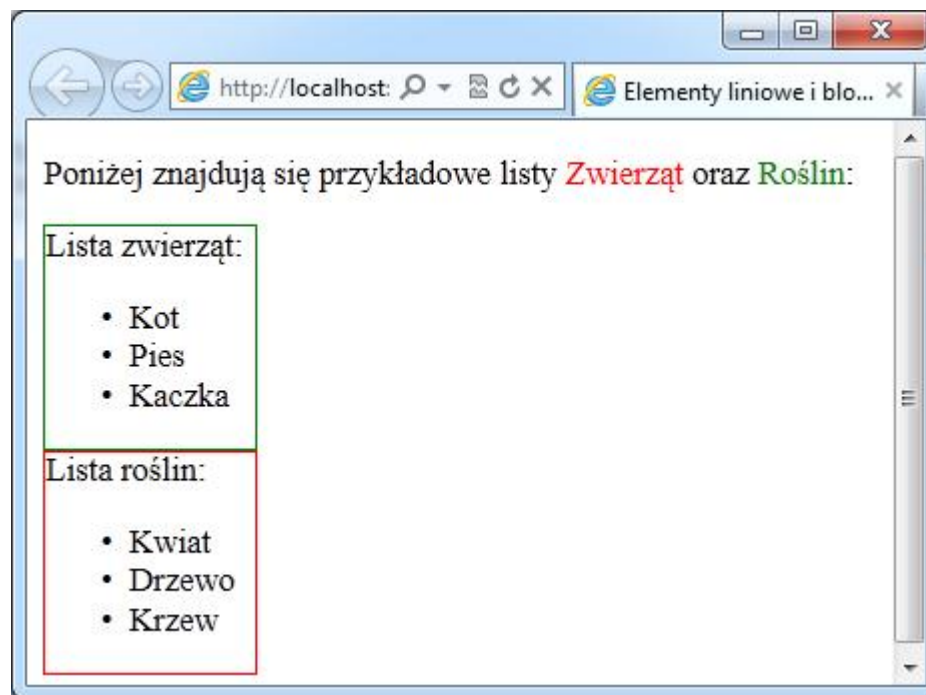 http://localhost:
Elementy liniowe i blo...
Poniżej znajdują się przykładowe listy Zwierząt oraz Roślin:
Lista zwierząt:
• Kot
• Pies
• Kaczka
Lista roślin:
• Kwiat
• Drzewo
• Krzew